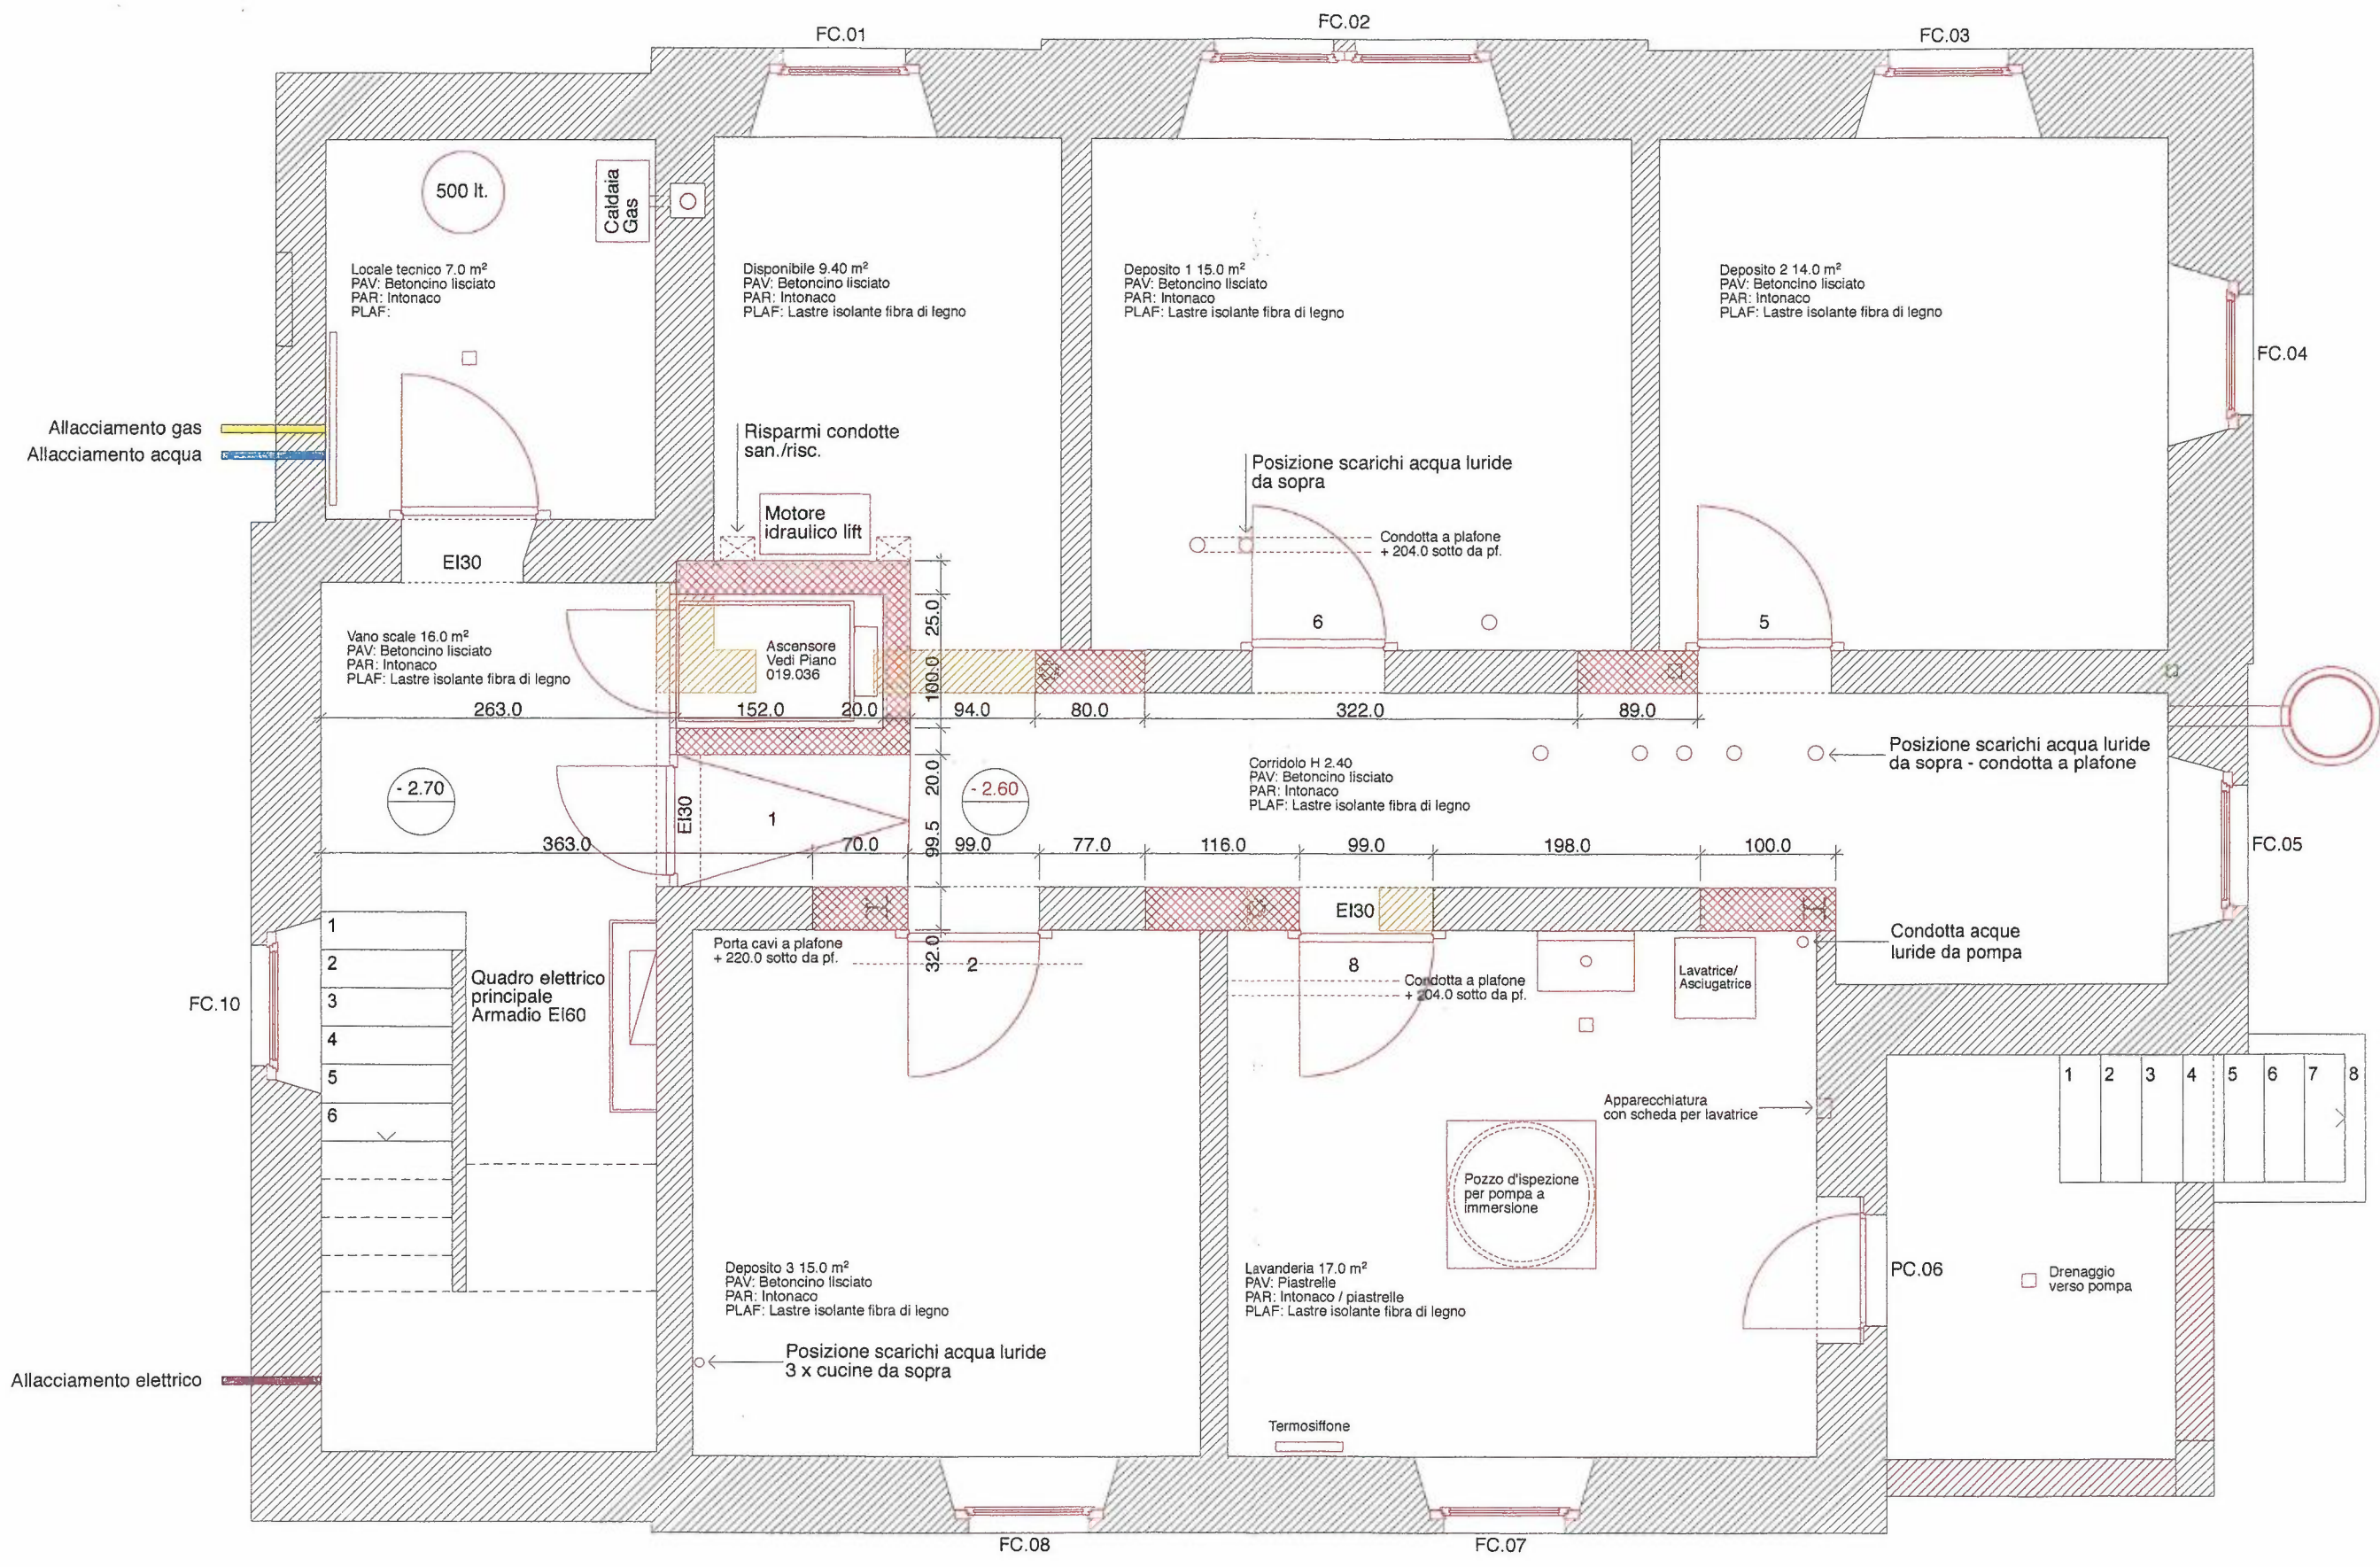 FC.01
FC.02
FC.03
500 lt.
Caldaia
Gas
Locale tecnico 7.0 m²
PAV: Betoncino lisciato
PAR: Intonaco
PLAF:
Disponibile 9.40 m²
PAV: Betoncino lisciato
PAR: Intonaco
PLAF: Lastre isolante fibra di legno
Deposito 1 15.0 m²
PAV: Betoncino lisciato
PAR: Intonaco
PLAF: Lastre isolante fibra di legno
Deposito 2 14.0 m²
PAV: Betoncino lisciato
PAR: Intonaco
PLAF: Lastre isolante fibra di legno
FC.04
Allacciamento gas
Allacciamento acqua
Risparmi condotte
san./risc.
Posizione scarichi acqua luride
da sopra
Motore
idraulico lift
Condotta a plafone
+ 204.0 sotto da pf.
EI30
25.0
6
5
Vano scale 16.0 m²
PAV: Betoncino lisciato
PAR: Intonaco
PLAF: Lastre isolante fibra di legno
Ascensore
Vedi Piano
019.036
100.0
263.0
152.0
20.0
94.0
80.0
322.0
89.0
Posizione scarichi acqua luride
da sopra - condotta a plafone
Corridoio H 2.40
PAV: Betoncino lisciato
PAR: Intonaco
PLAF: Lastre isolante fibra di legno
20.0
- 2.70
- 2.60
EI30
1
99.5
363.0
70.0
99.0
77.0
116.0
99.0
198.0
100.0
FC.05
EI30
1
2
3
4
5
6
Quadro elettrico
principale
Armadio EI60
FC.10
Porta cavi a plafone
+ 220.0 sotto da pf.
32.0
2
8
Condotta a plafone
+ 204.0 sotto da pf.
Lavatrice/
Asciugatrice
Condotta acque
luride da pompa
1
2
3
4
5
6
7
8
Apparecchiatura
con scheda per lavatrice
Pozzo d'ispezione
per pompa a
immersione
Deposito 3 15.0 m²
PAV: Betoncino lisciato
PAR: Intonaco
PLAF: Lastre isolante fibra di legno
Lavanderia 17.0 m²
PAV: Piastrelle
PAR: Intonaco / piastrelle
PLAF: Lastre isolante fibra di legno
PC.06
Drenaggio
verso pompa
Posizione scarichi acqua luride
3 x cucine da sopra
Allacciamento elettrico
Termosiffone
FC.08
FC.07